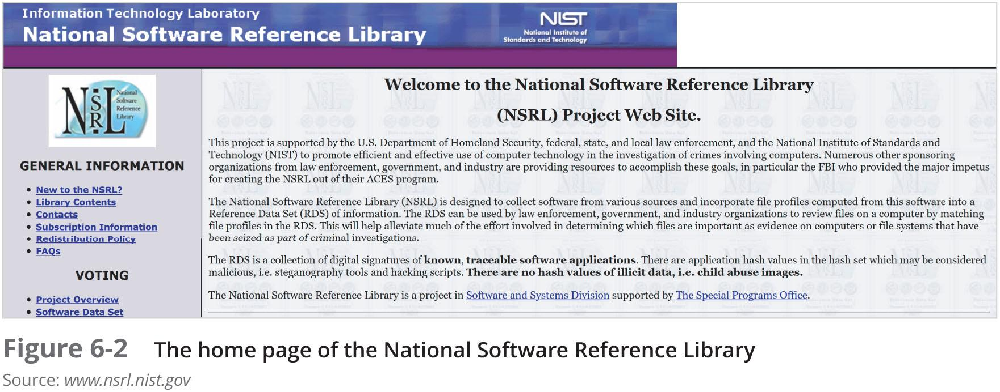 Information Technology Laboratory
National Software Reference Library
NIST
National Institute of
Standards and Technology
NSRL
National
Software
Reference
Library
GENERAL INFORMATION
• New to the NSRL?
• Library Contents
• Contacts
• Subscription Information
• Redistribution Policy
• FAQs
VOTING
• Project Overview
• Software Data Set
Welcome to the National Software Reference Library
(NSRL) Project Web Site.
This project is supported by the U.S. Department of Homeland Security, federal, state, and local law enforcement, and the National Institute of Standards and
Technology (NIST) to promote efficient and effective use of computer technology in the investigation of crimes involving computers. Numerous other sponsoring
organizations from law enforcement, government, and industry are providing resources to accomplish these goals, in particular the FBI who provided the major impetus
for creating the NSRL out of their ACES program.
The National Software Reference Library (NSRL) is designed to collect software from various sources and incorporate file profiles computed from this software into a
Reference Data Set (RDS) of information. The RDS can be used by law enforcement, government, and industry organizations to review files on a computer by matching
file profiles in the RDS. This will help alleviate much of the effort involved in determining which files are important as evidence on computers or file systems that have
been seized as part of criminal investigations.
The RDS is a collection of digital signatures of known, traceable software applications. There are application hash values in the hash set which may be considered
malicious, i.e. steganography tools and hacking scripts. There are no hash values of illicit data, i.e. child abuse images.
The National Software Reference Library is a project in Software and Systems Division supported by The Special Programs Office.
Figure 6-2 The home page of the National Software Reference Library
Source: www.nsrl.nist.gov